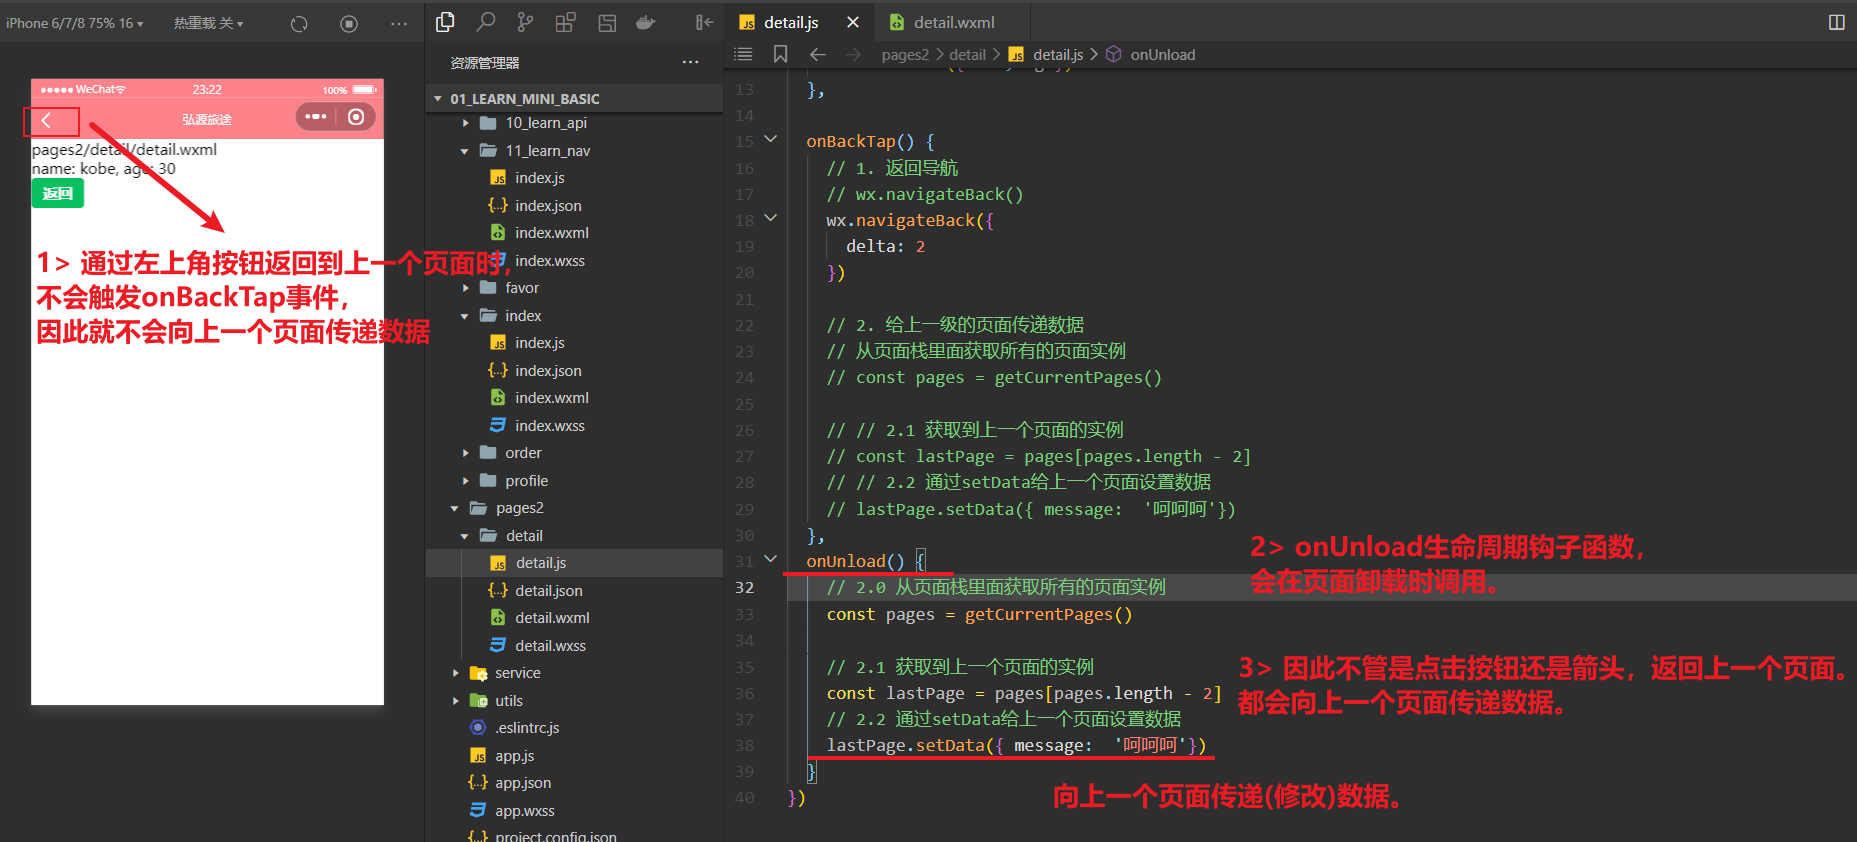 iPhone 6/7/8 75% 16
热重载 关
WeChat
23:22
100%
弘源旅途
pages2/detail/detail.wxml
name: kobe, age: 30
返回
1> 通过左上角按钮返回到上一个页面时,
不会触发onBackTap事件,
因此就不会向上一个页面传递数据
资源管理器
01_LEARN_MINI_BASIC
10_learn_api
11_learn_nav
index.js
index.json
index.wxml
index.wxss
favor
index
index.js
index.json
index.wxml
index.wxss
order
profile
pages2
detail
detail.js
detail.json
detail.wxml
detail.wxss
service
utils
.eslintrc.js
app.js
app.json
app.wxss
project.config.json
detail.js
detail.wxml
pages2 > detail > detail.js > onUnload
13 },
14
15 onBackTap() {
16 // 1. 返回导航
17 // wx.navigateBack()
18 wx.navigateBack({
19 delta: 2
20 })
21
22 // 2. 给上一级的页面传递数据
23 // 从页面栈里面获取所有的页面实例
24 // const pages = getCurrentPages()
25
26 // // 2.1 获取到上一个页面的实例
27 // const lastPage = pages[pages.length - 2]
28 // // 2.2 通过setData给上一个页面设置数据
29 // lastPage.setData({ message: '呵呵呵'})
30 },
31 onUnload() {
32 // 2.0 从页面栈里面获取所有的页面实例
33 const pages = getCurrentPages()
34
35 // 2.1 获取到上一个页面的实例
36 const lastPage = pages[pages.length - 2]
37 // 2.2 通过setData给上一个页面设置数据
38 lastPage.setData({ message: '呵呵呵'})
39 }
40 })
2> onUnload生命周期钩子函数,
会在页面卸载时调用。
3> 因此不管是点击按钮还是箭头，返回上一个页面。
都会向上一个页面传递数据。
向上一个页面传递(修改)数据。